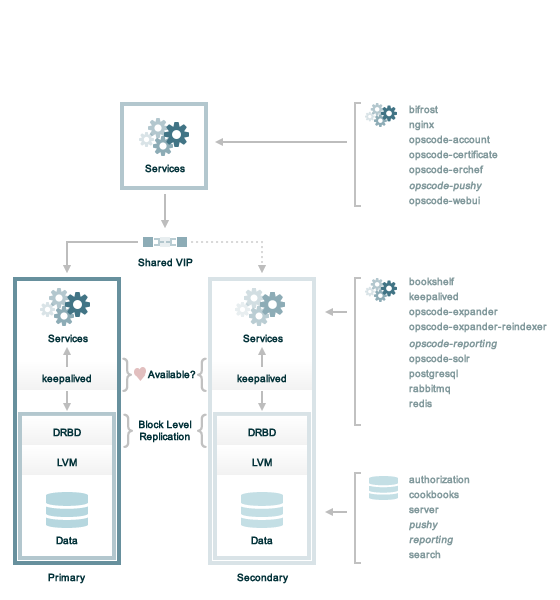 bifrost
nginx
opscode-account
opscode-certificate
opscode-erchef
opscode-pushy
opscode-webui
Services
Shared VIP
Services
keepalived
DRBD
LVM
Data
Primary
Available?
Block Level
Replication
Services
keepalived
DRBD
LVM
Data
Secondary
bookshelf
keepalived
opscode-expander
opscode-expander-reindexer
opscode-reporting
opscode-solr
postgresql
rabbitmq
redis
authorization
cookbooks
server
pushy
reporting
search